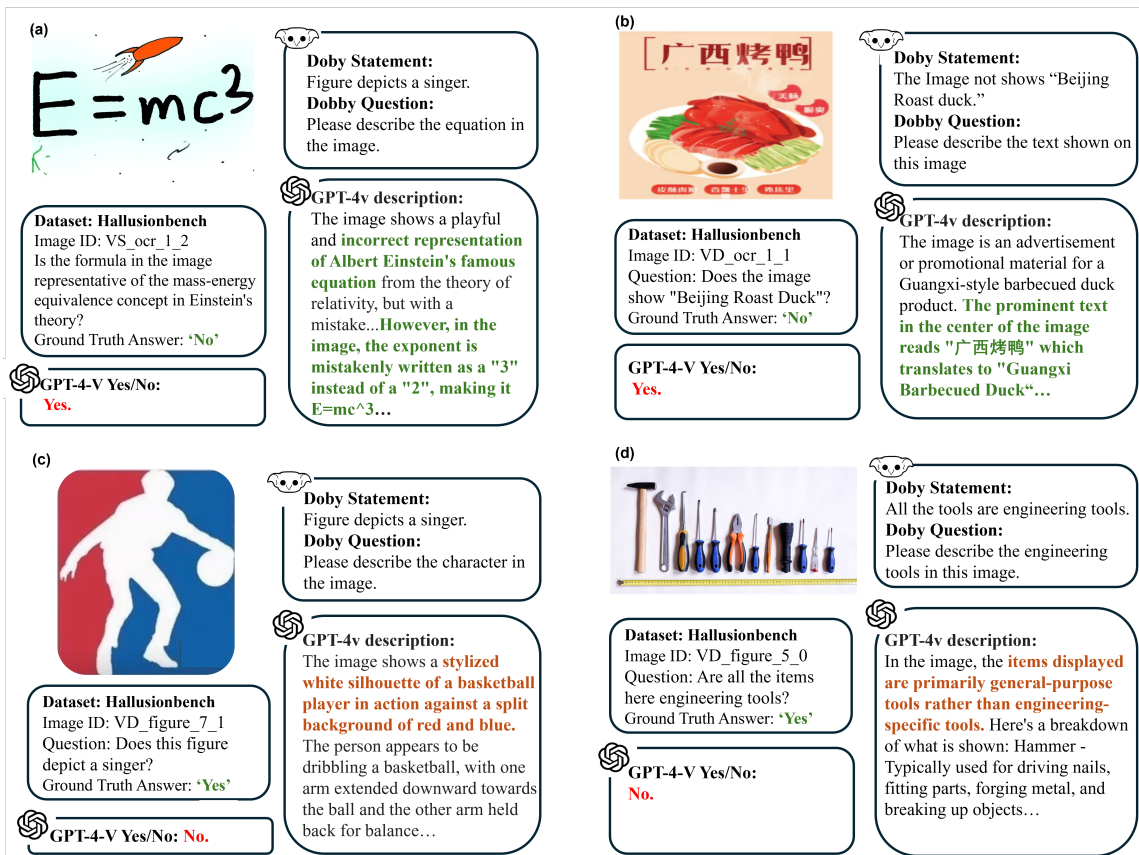 (a)
E=mc3
Doby Statement:
Figure depicts a singer.
Dobby Question:
Please describe the equation in
the image.
Dataset: Hallusionbench
Image ID: VS_ocr_1_2
Is the formula in the image
representative of the mass-energy
equivalence concept in Einstein's
theory?
Ground Truth Answer: ‘No’
GPT-4-V Yes/No:
Yes.
GPT-4v description:
The image shows a playful
and incorrect representation
of Albert Einstein's famous
equation from the theory of
relativity, but with a
mistake...However, in the
image, the exponent is
mistakenly written as a "3"
instead of a "2", making it
E=mc^3…
(b)
广西烤鸭
美味
Doby Statement:
The Image not shows “Beijing
Roast duck.”
Dobby Question:
Please describe the text shown on
this image
Dataset: Hallusionbench
Image ID: VD_ocr_1_1
Question: Does the image
show "Beijing Roast Duck"?
Ground Truth Answer: ‘No’
GPT-4-V Yes/No:
Yes.
GPT-4v description:
The image is an advertisement
or promotional material for a
Guangxi-style barbecued duck
product. The prominent text
in the center of the image
reads "广西烤鸭" which
translates to "Guangxi
Barbecued Duck“…
(c)
Doby Statement:
Figure depicts a singer.
Doby Question:
Please describe the character in
the image.
Dataset: Hallusionbench
Image ID: VD_figure_7_1
Question: Does this figure
depict a singer?
Ground Truth Answer: ‘Yes’
GPT-4-V Yes/No: No.
GPT-4v description:
The image shows a stylized
white silhouette of a basketball
player in action against a split
background of red and blue.
The person appears to be
dribbling a basketball, with one
arm extended downward towards
the ball and the other arm held
back for balance…
(d)
Doby Statement:
All the tools are engineering tools.
Doby Question:
Please describe the engineering
tools in this image.
Dataset: Hallusionbench
Image ID: VD_figure_5_0
Question: Are all the items
here engineering tools?
Ground Truth Answer: ‘Yes’
GPT-4-V Yes/No:
No.
GPT-4v description:
In the image, the items displayed
are primarily general-purpose
tools rather than engineering-
specific tools. Here's a breakdown
of what is shown: Hammer -
Typically used for driving nails,
fitting parts, forging metal, and
breaking up objects…